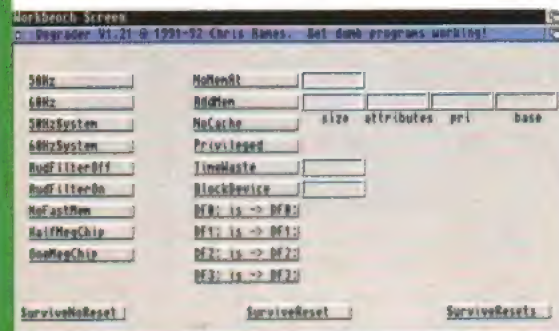 Workbench Screen
Degrader V1.21 © 1991-92 Chris Hames. Get dumb programs working!
50Hz
NoMemAt
60Hz
AddMem
50HzSystem
NoCache
size attributes pri base
60HzSystem
Privileged
AudFilterOff
TimeWaste
AudFilterOn
BlockDevice
NoFastMem
DF0: is -> DF0:
HalfMegChip
DF1: is -> DF1:
OneMegChip
DF2: is -> DF2:
DF3: is -> DF3:
SurviveNoReset
SurviveReset
SurviveResets